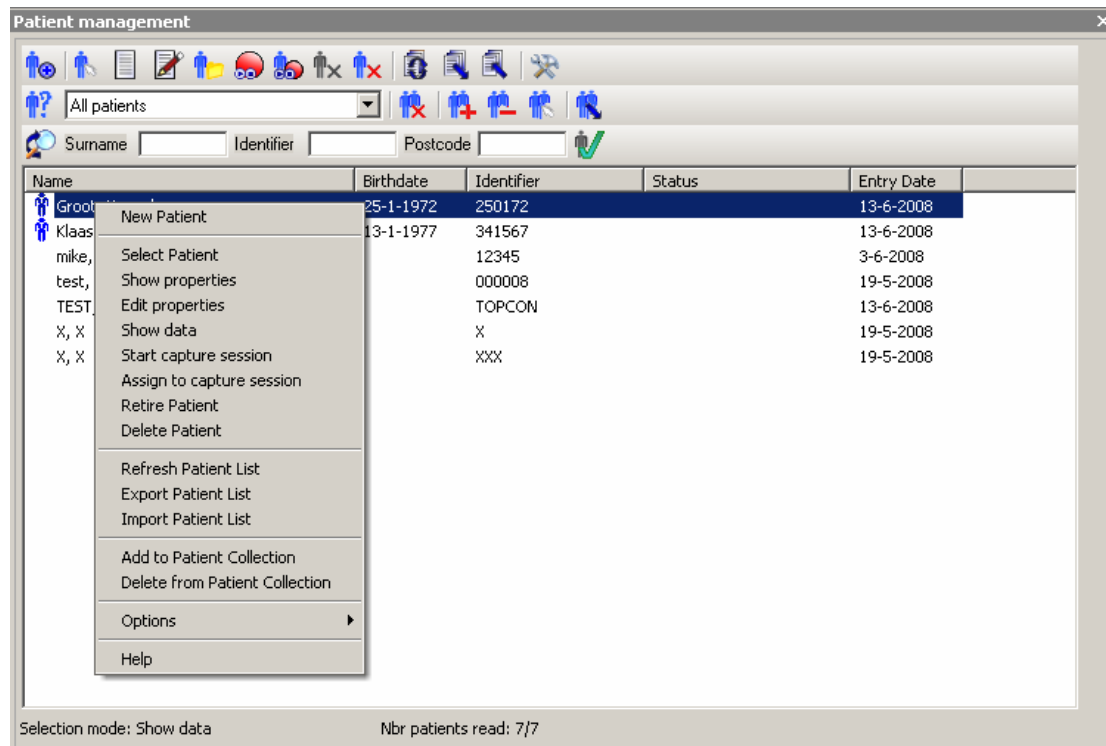 Patient management
All patients
Surname Identifier Postcode
Name Birthdate Identifier Status Entry Date
25-1-1972 250172 13-6-2008
Klaas 13-1-1977 341567 13-6-2008
mike, 12345 3-6-2008
test, 000008 19-5-2008
TEST, TOPCON 13-6-2008
X, X X 19-5-2008
X, X XXX 19-5-2008
New Patient
Select Patient
Show properties
Edit properties
Show data
Start capture session
Assign to capture session
Retire Patient
Delete Patient
Refresh Patient List
Export Patient List
Import Patient List
Add to Patient Collection
Delete from Patient Collection
Options
Help
Selection mode: Show data Nbr patients read: 7/7